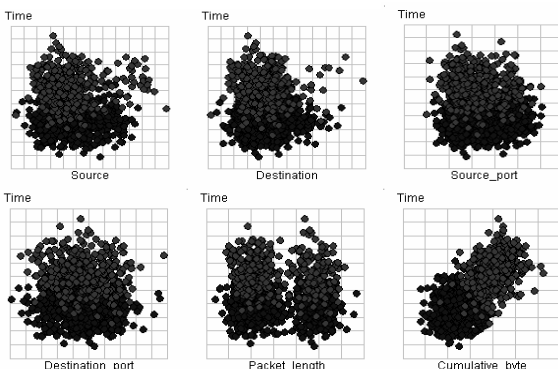 Time
Time
Time
Source
Destination
Source_port
Time
Time
Time
Destination_port
Packet_length
Cumulative_byte